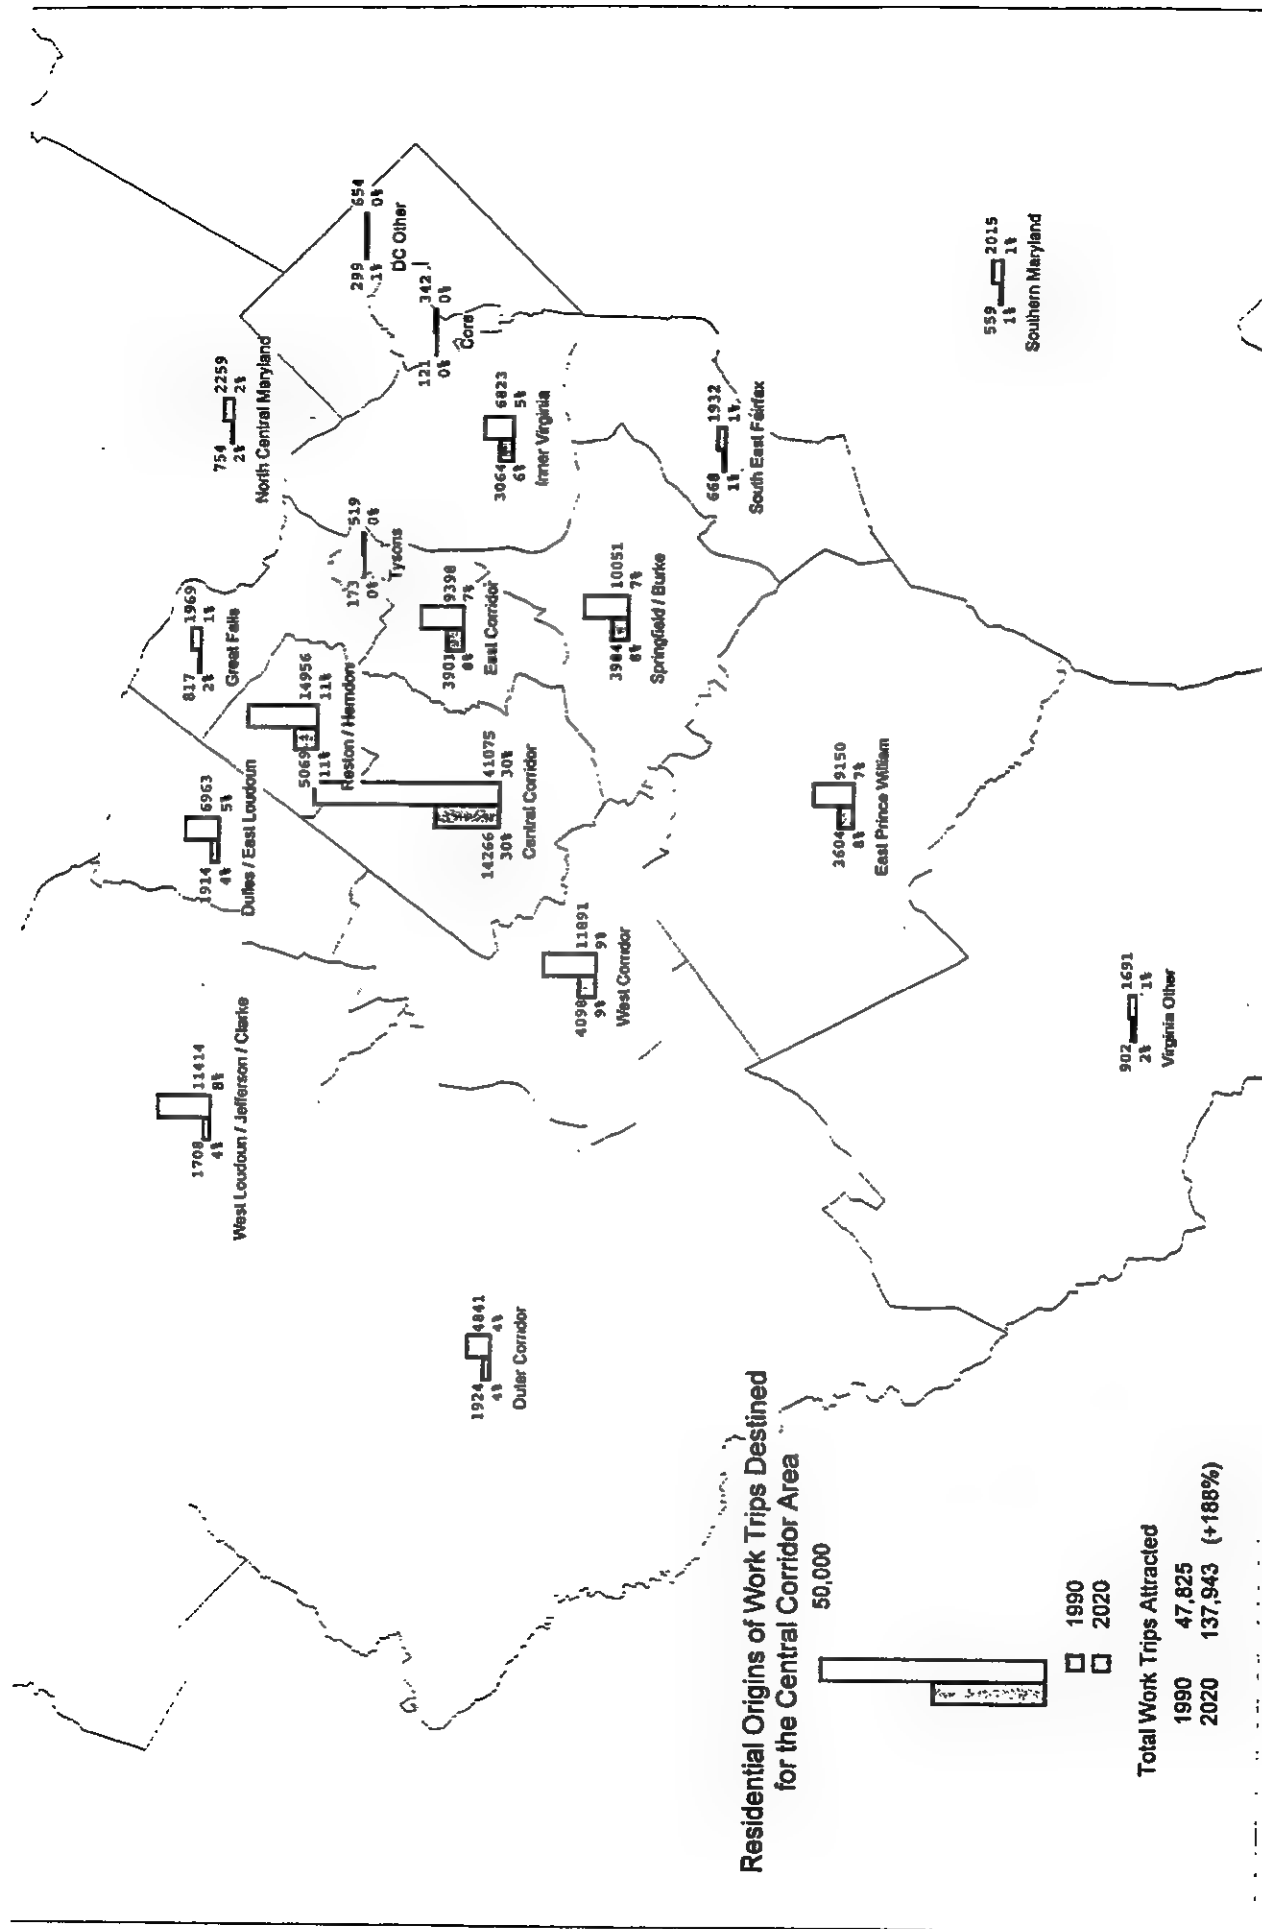 754 2259
2% 2%
North Central Maryland
299 654
1% 0%
DC Other
121 342
0% 0%
Core
817 1969
2% 1%
Great Falls
173 519
0% 0%
Tysons
3064 6823
6% 5%
Inner Virginia
1914 6963
4% 5%
Dulles / East Loudoun
5069 14956
11% 11%
Reston / Herndon
3901 9398
8% 7%
East Corridor
14266 41075
30% 30%
Central Corridor
3984 10051
8% 7%
Springfield / Burke
668 1932
1% 1%
South East Fairfax
559 2015
1% 1%
Southern Maryland
1708 11414
4% 8%
West Loudoun / Jefferson / Clarke
4098 11891
9% 9%
West Corridor
3604 9150
8% 7%
East Prince William
1924 4841
4% 4%
Outer Corridor
902 1691
2% 1%
Virginia Other
Residential Origins of Work Trips Destined
for the Central Corridor Area
50,000
1990
2020
Total Work Trips Attracted
1990 47,825
2020 137,943 (+188%)